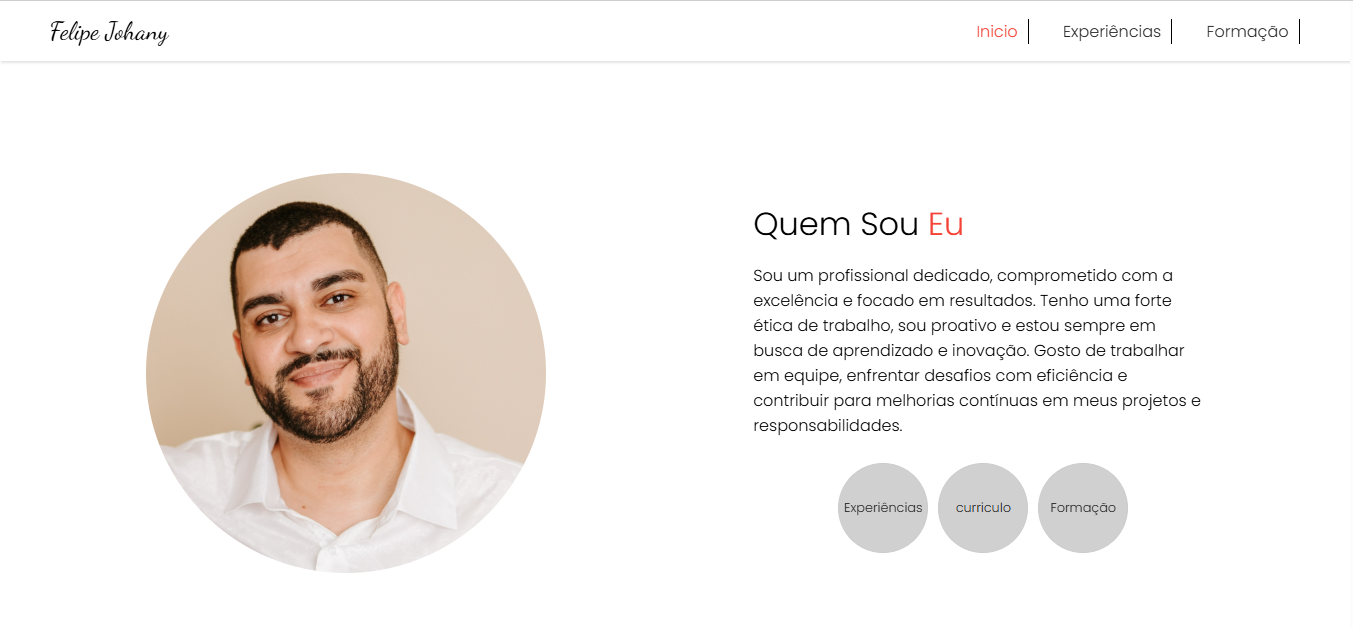 Felipe Johany
Inicio
Experiências
Formação
Quem Sou Eu
Sou um profissional dedicado, comprometido com a
excelência e focado em resultados. Tenho uma forte
ética de trabalho, sou proativo e estou sempre em
busca de aprendizado e inovação. Gosto de trabalhar
em equipe, enfrentar desafios com eficiência e
contribuir para melhorias contínuas em meus projetos e
responsabilidades.
Experiências
curriculo
Formação